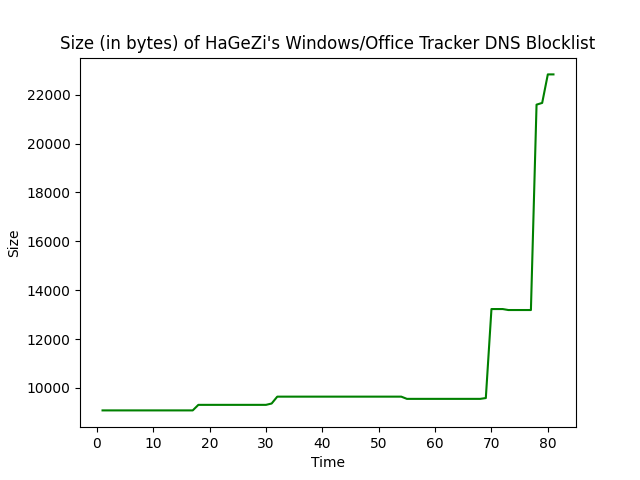 Size (in bytes) of HaGeZi's Windows/Office Tracker DNS Blocklist
22000
20000
18000
16000
14000
12000
10000
Size
0 10 20 30 40 50 60 70 80
Time